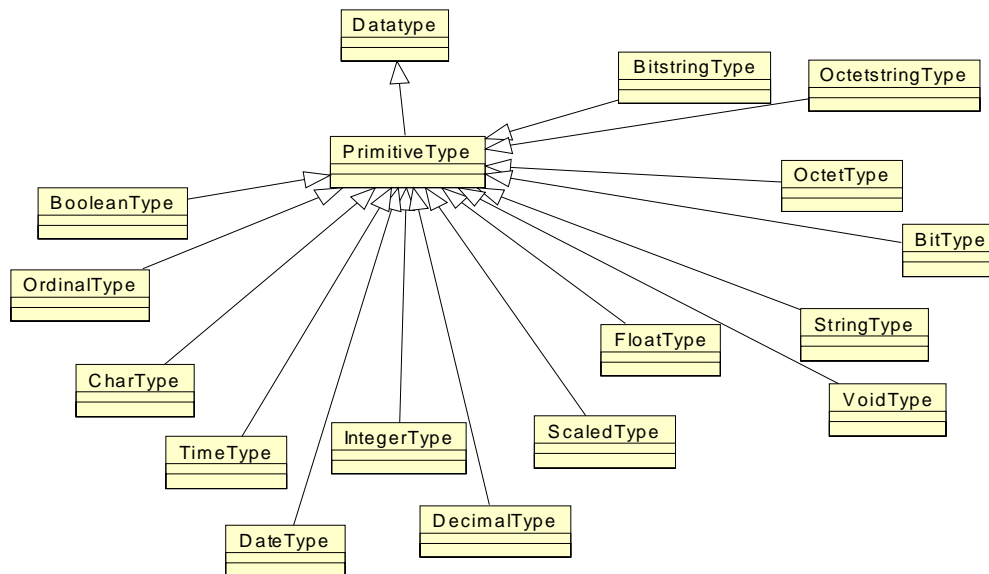 Datatype
BitstringType
OctetstringType
PrimitiveType
OctetType
BooleanType
BitType
OrdinalType
StringType
FloatType
CharType
VoidType
IntegerType
ScaledType
TimeType
DecimalType
DateType